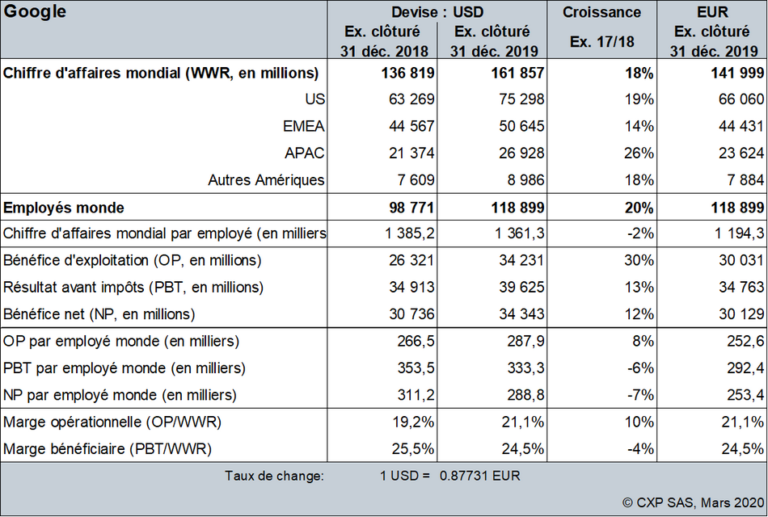 Google Devise : USD Croissance EUR
Ex. clôturé Ex. clôturé Ex. 17/18 Ex. clôturé
31 déc. 2018 31 déc. 2019 31 déc. 2019
Chiffre d'affaires mondial (WWR, en millions) 136 819 161 857 18% 141 999
US 63 269 75 298 19% 66 060
EMEA 44 567 50 645 14% 44 431
APAC 21 374 26 928 26% 23 624
Autres Amériques 7 609 8 986 18% 7 884
Employés monde 98 771 118 899 20% 118 899
Chiffre d'affaires mondial par employé (en milliers 1 385,2 1 361,3 -2% 1 194,3
Bénéfice d'exploitation (OP, en millions) 26 321 34 231 30% 30 031
Résultat avant impôts (PBT, en millions) 34 913 39 625 13% 34 763
Bénéfice net (NP, en millions) 30 736 34 343 12% 30 129
OP par employé monde (en milliers) 266,5 287,9 8% 252,6
PBT par employé monde (en milliers) 353,5 333,3 -6% 292,4
NP par employé monde (en milliers) 311,2 288,8 -7% 253,4
Marge opérationnelle (OP/WWR) 19,2% 21,1% 10% 21,1%
Marge bénéficiaire (PBT/WWR) 25,5% 24,5% -4% 24,5%
Taux de change: 1 USD = 0.87731 EUR
© CXP SAS, Mars 2020